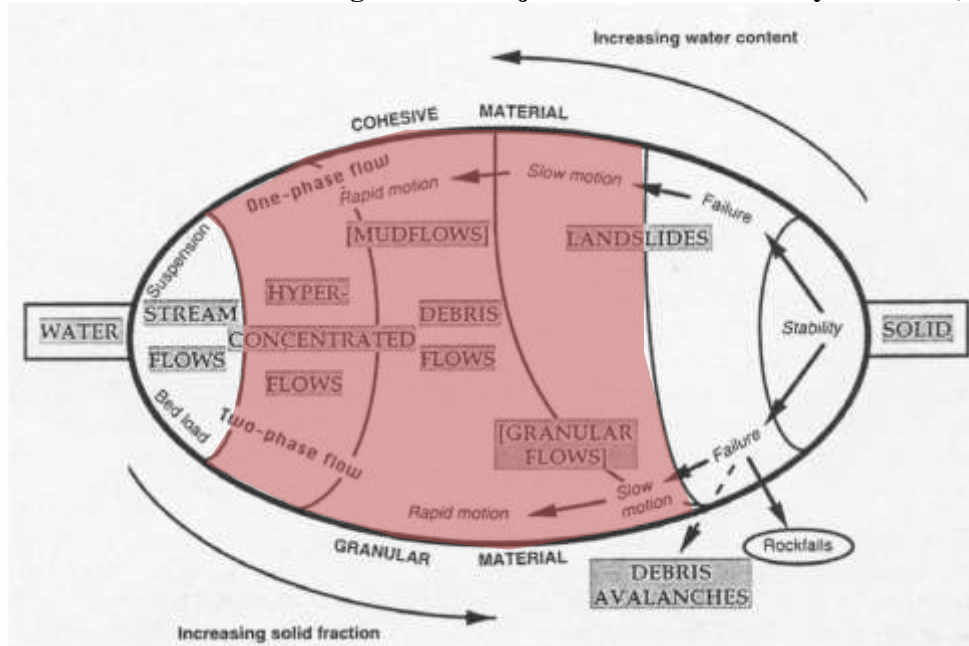 Increasing water content
COHESIVE MATERIAL
One-phase flow
Rapid motion
Slow motion
Failure
[MUDFLOWS]
LANDSLIDES
Suspension
HYPER-
STREAM
DEBRIS
WATER
CONCENTRATED
Stability
SOLID
FLOWS
FLOWS
FLOWS
Bed load
Two-phase flow
[GRANULAR
FLOWS]
Failure
Slow
motion
Rapid motion
GRANULAR MATERIAL
Rockfalls
DEBRIS
AVALANCHES
Increasing solid fraction